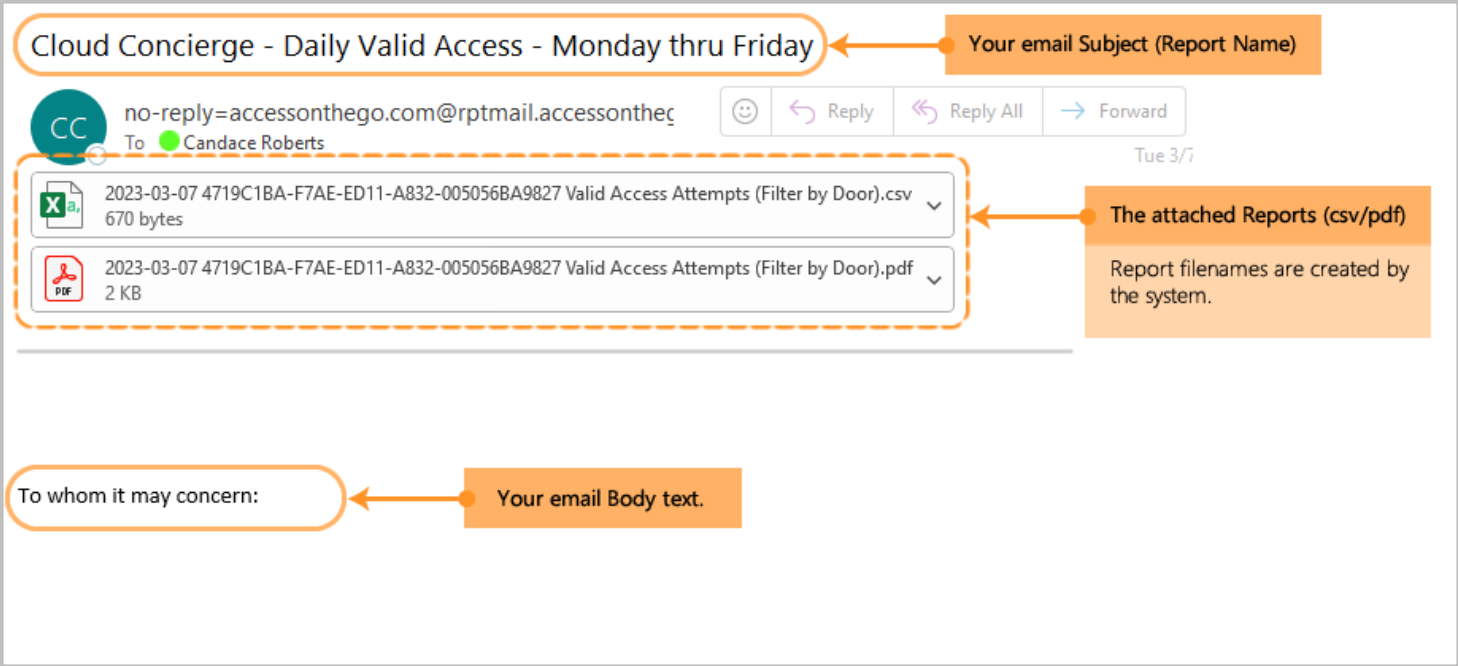 Cloud Concierge - Daily Valid Access - Monday thru Friday
Your email Subject (Report Name)
CC
no-reply=accessonthego.com@rptmail.accessontheg
Reply
Reply All
Forward
To Candace Roberts
Tue 3/7
2023-03-07 4719C1BA-F7AE-ED11-A832-005056BA9827 Valid Access Attempts (Filter by Door).csv
670 bytes
The attached Reports (csv/pdf)
2023-03-07 4719C1BA-F7AE-ED11-A832-005056BA9827 Valid Access Attempts (Filter by Door).pdf
2 KB
PDF
Report filenames are created by
the system.
To whom it may concern:
Your email Body text.